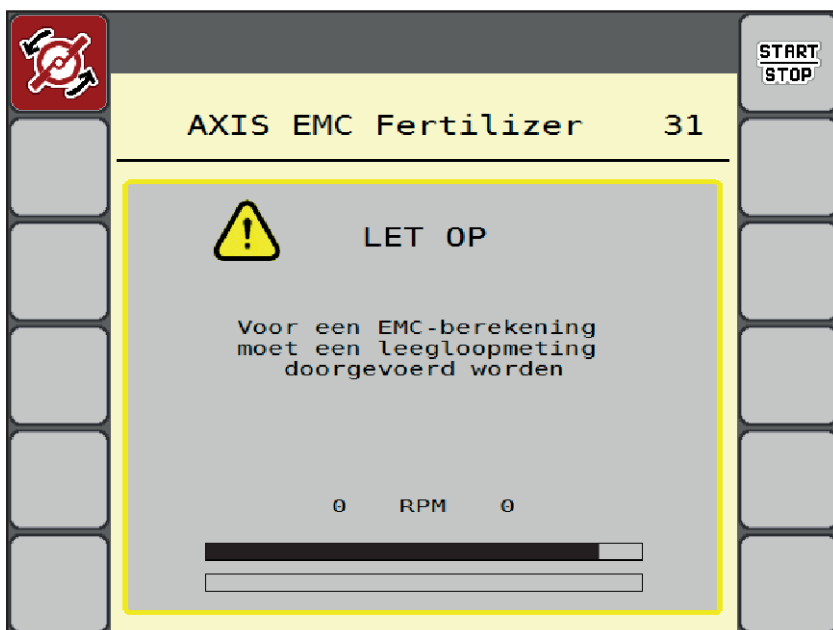 START
STOP
AXIS EMC Fertilizer 31
LET OP
Voor een EMC-berekening
moet een leegloopmeting
doorgevoerd worden
0 RPM 0